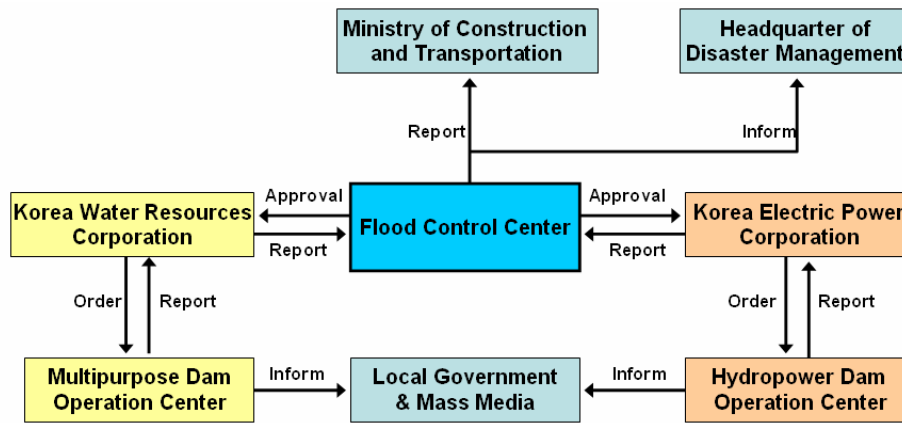 Ministry of Construction
and Transportation
Headquarter of
Disaster Management
Report
Inform
Korea Water Resources
Corporation
Approval
Report
Flood Control Center
Approval
Report
Korea Electric Power
Corporation
Order
Report
Order
Report
Multipurpose Dam
Operation Center
Inform
Local Government
& Mass Media
Inform
Hydropower Dam
Operation Center